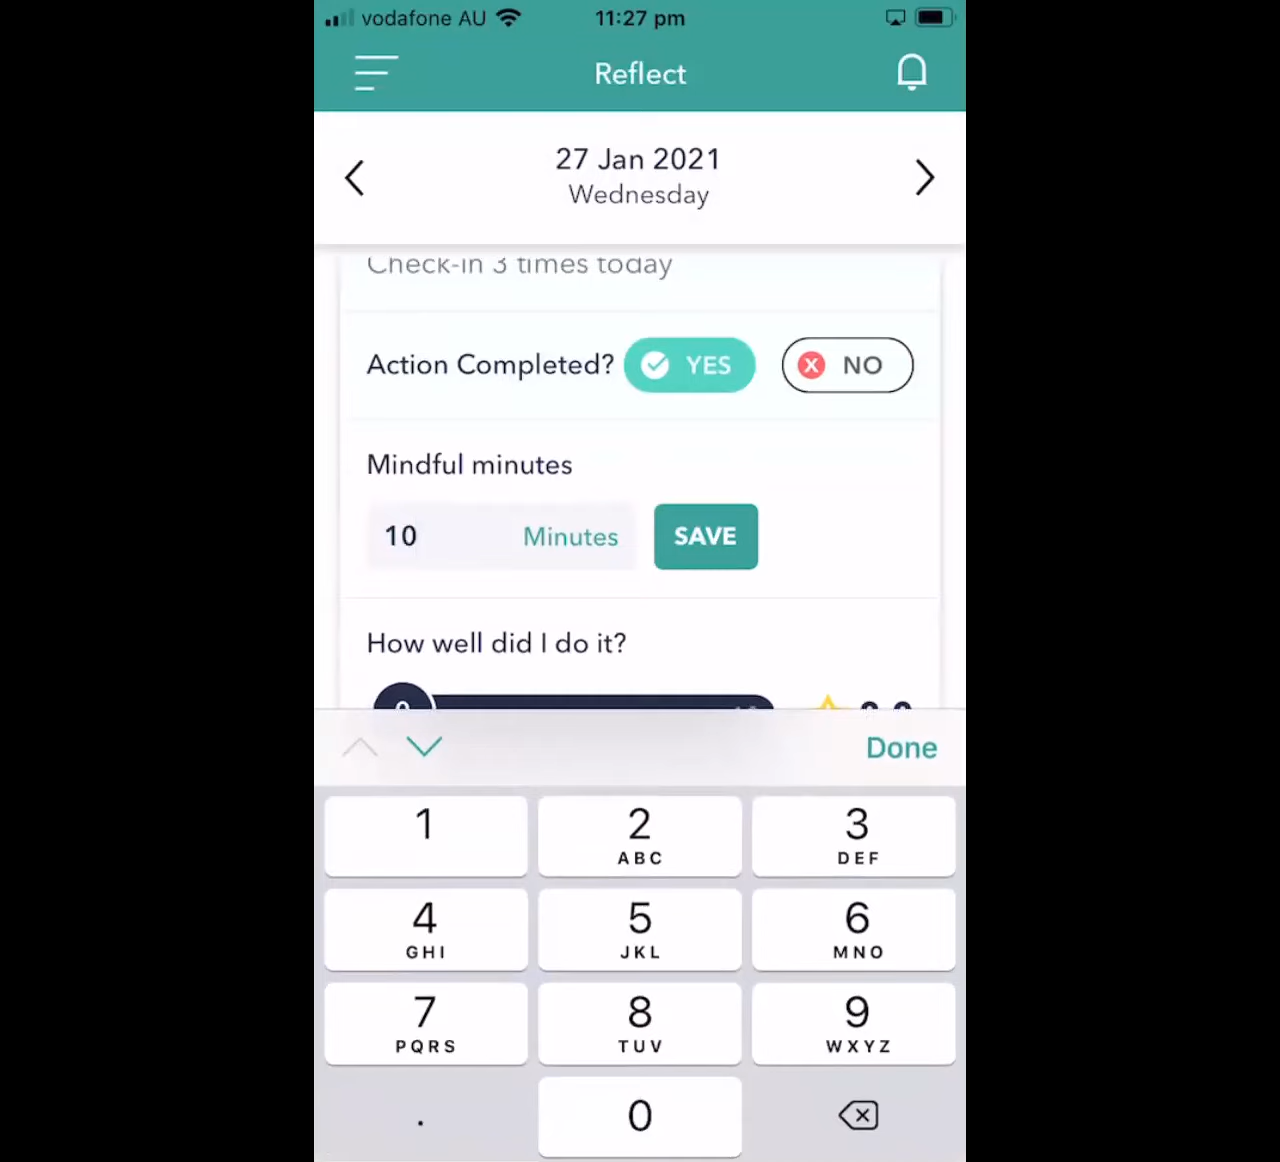 vodafone AU 11:27 pm
Reflect
27 Jan 2021
Wednesday
Check-in 3 times today
Action Completed? YES NO
Mindful minutes
10 Minutes SAVE
How well did I do it?
Done
1 2 3
ABC DEF
4 5 6
GHI JKL MNO
7 8 9
PQRS TUV WXYZ
. 0